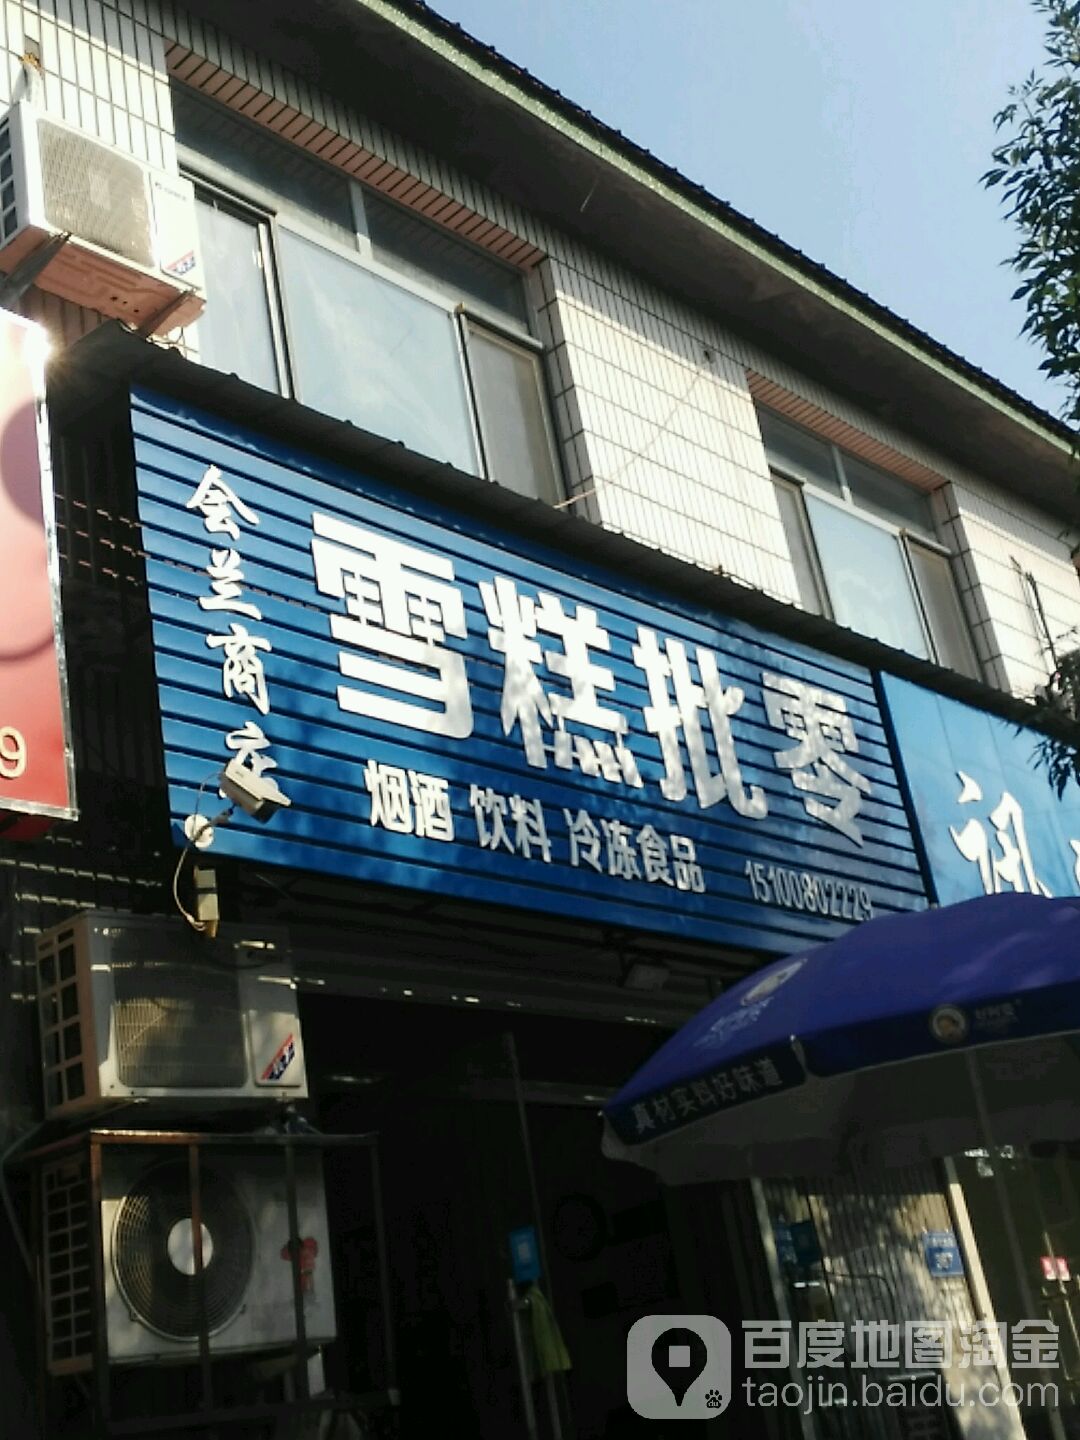 会兰商店
雪糕批零
烟酒 饮料 冷冻食品
15100802229
真材实料好味道
9
百度地图淘金
taojin.baidu.com